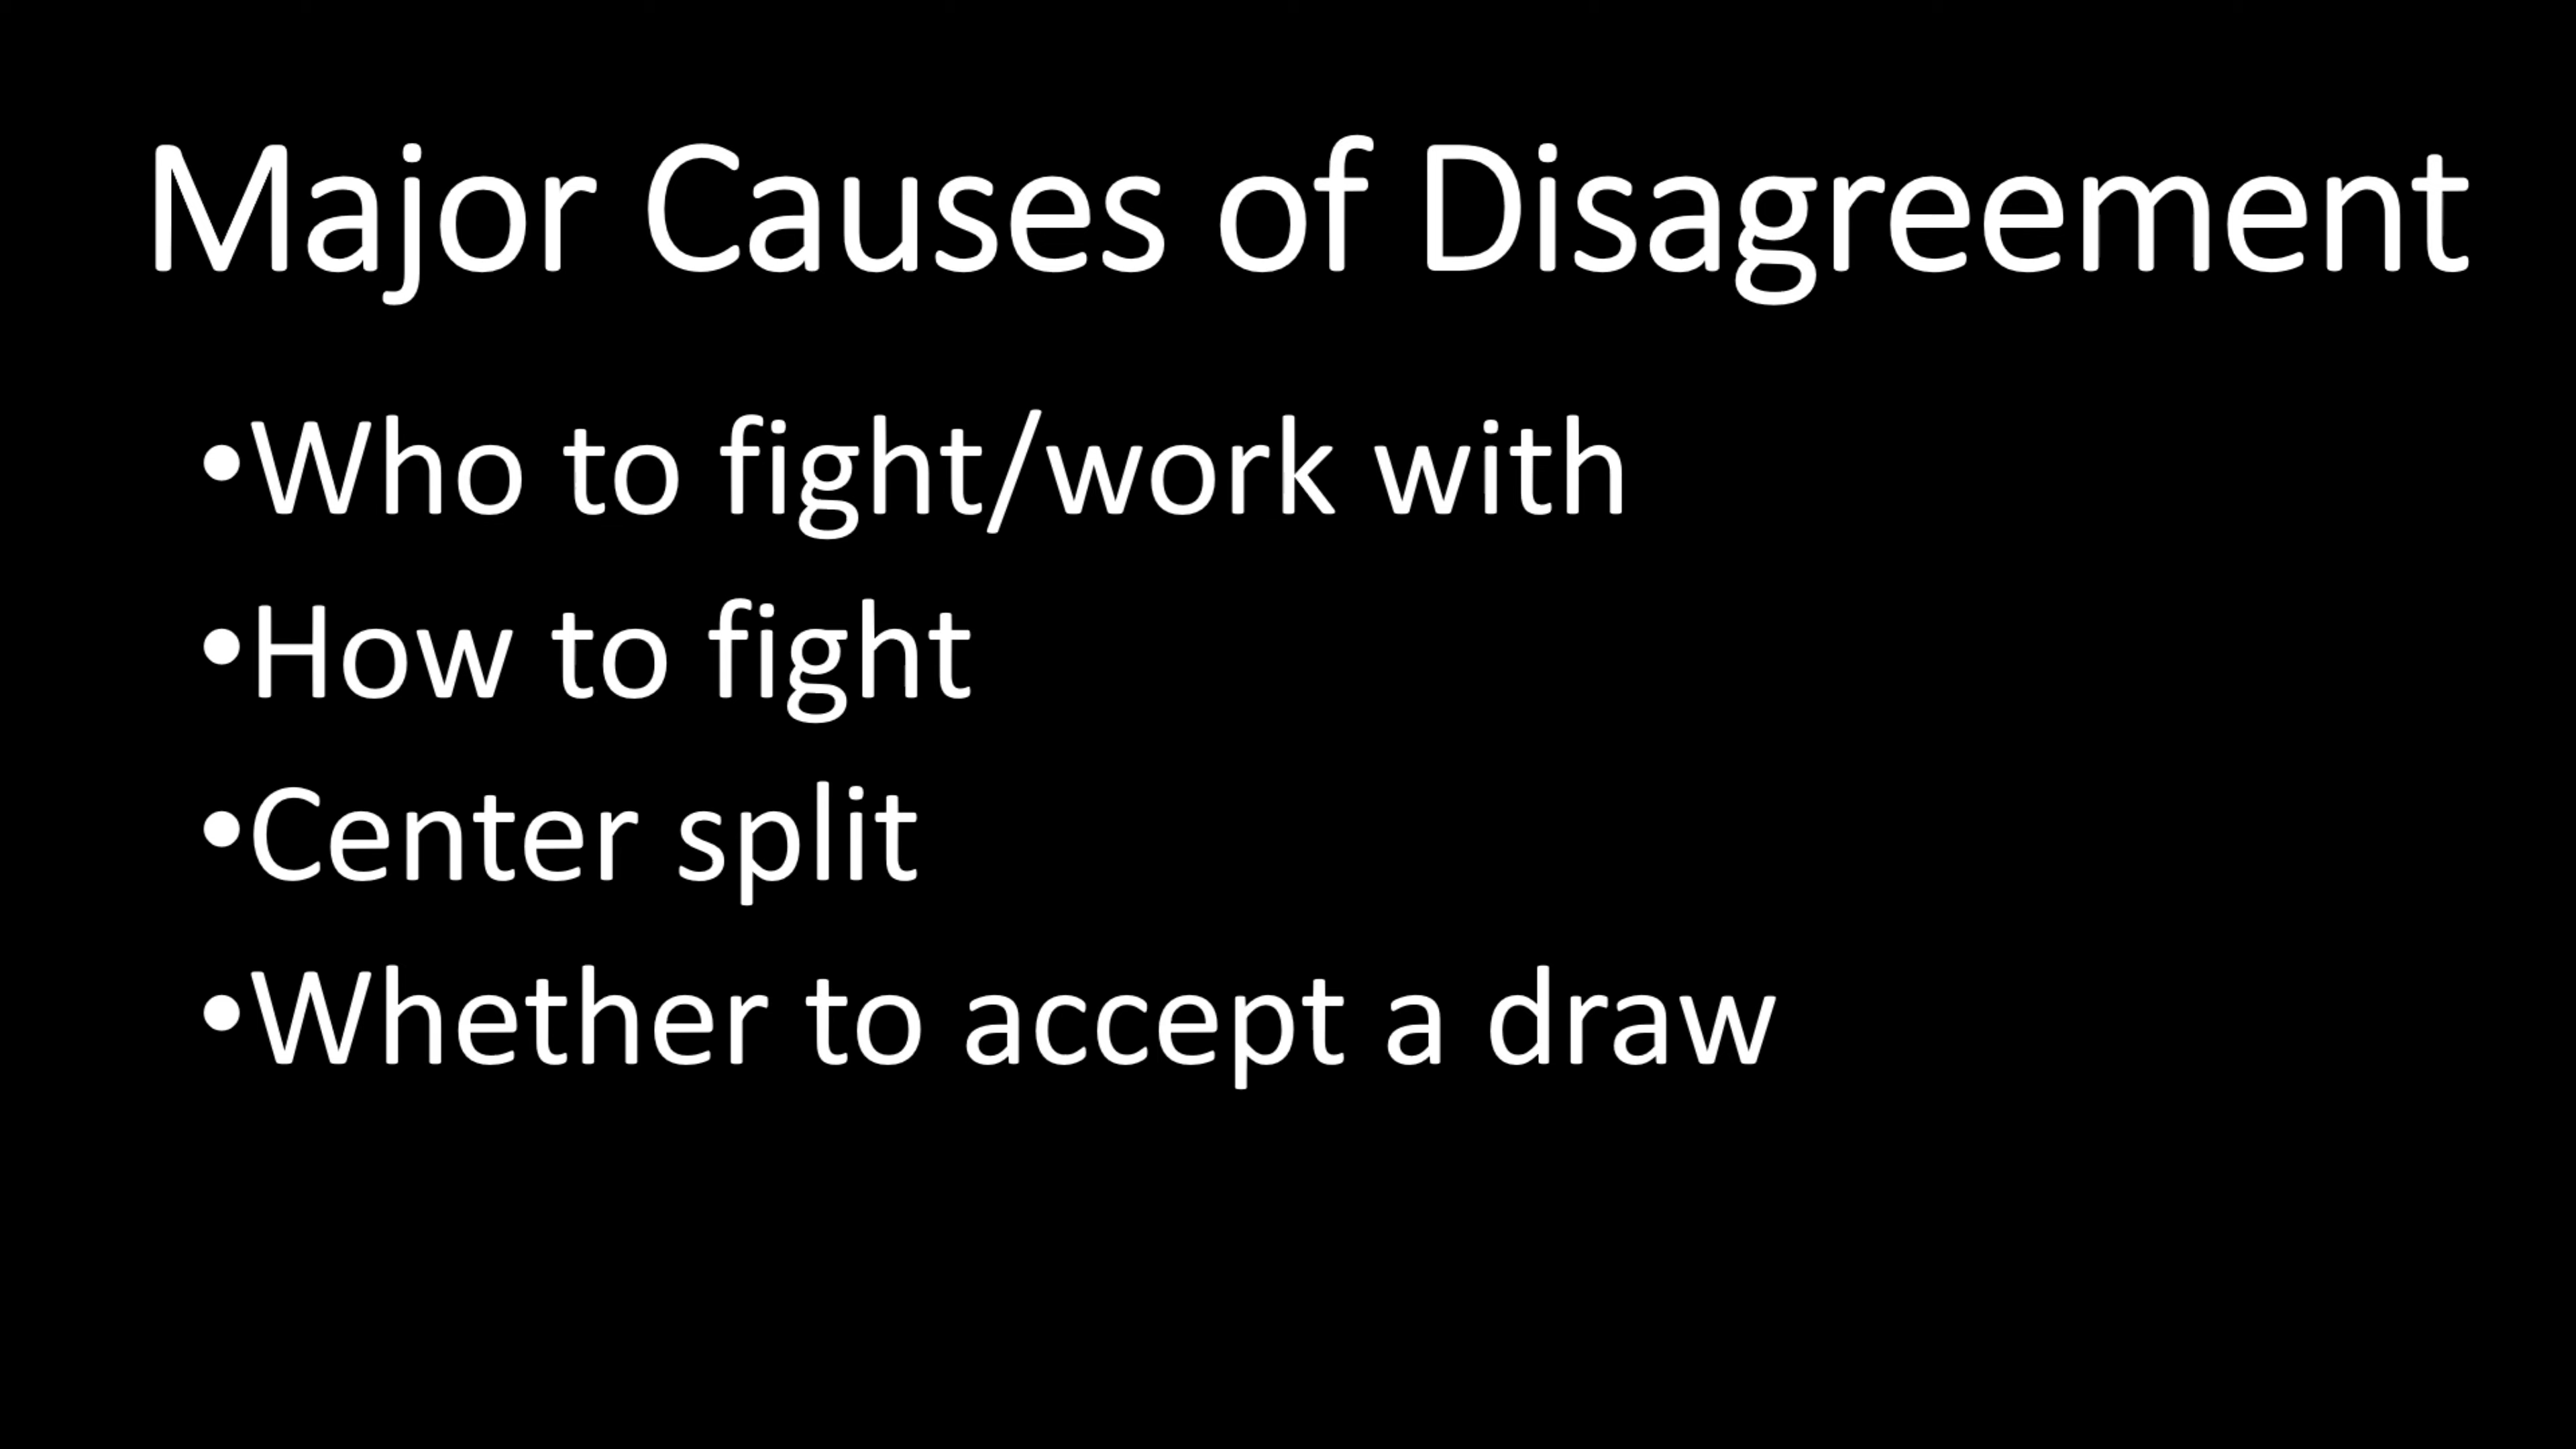 Major Causes of Disagreement
•Who to fight/work with
•How to fight
•Center split
•Whether to accept a draw